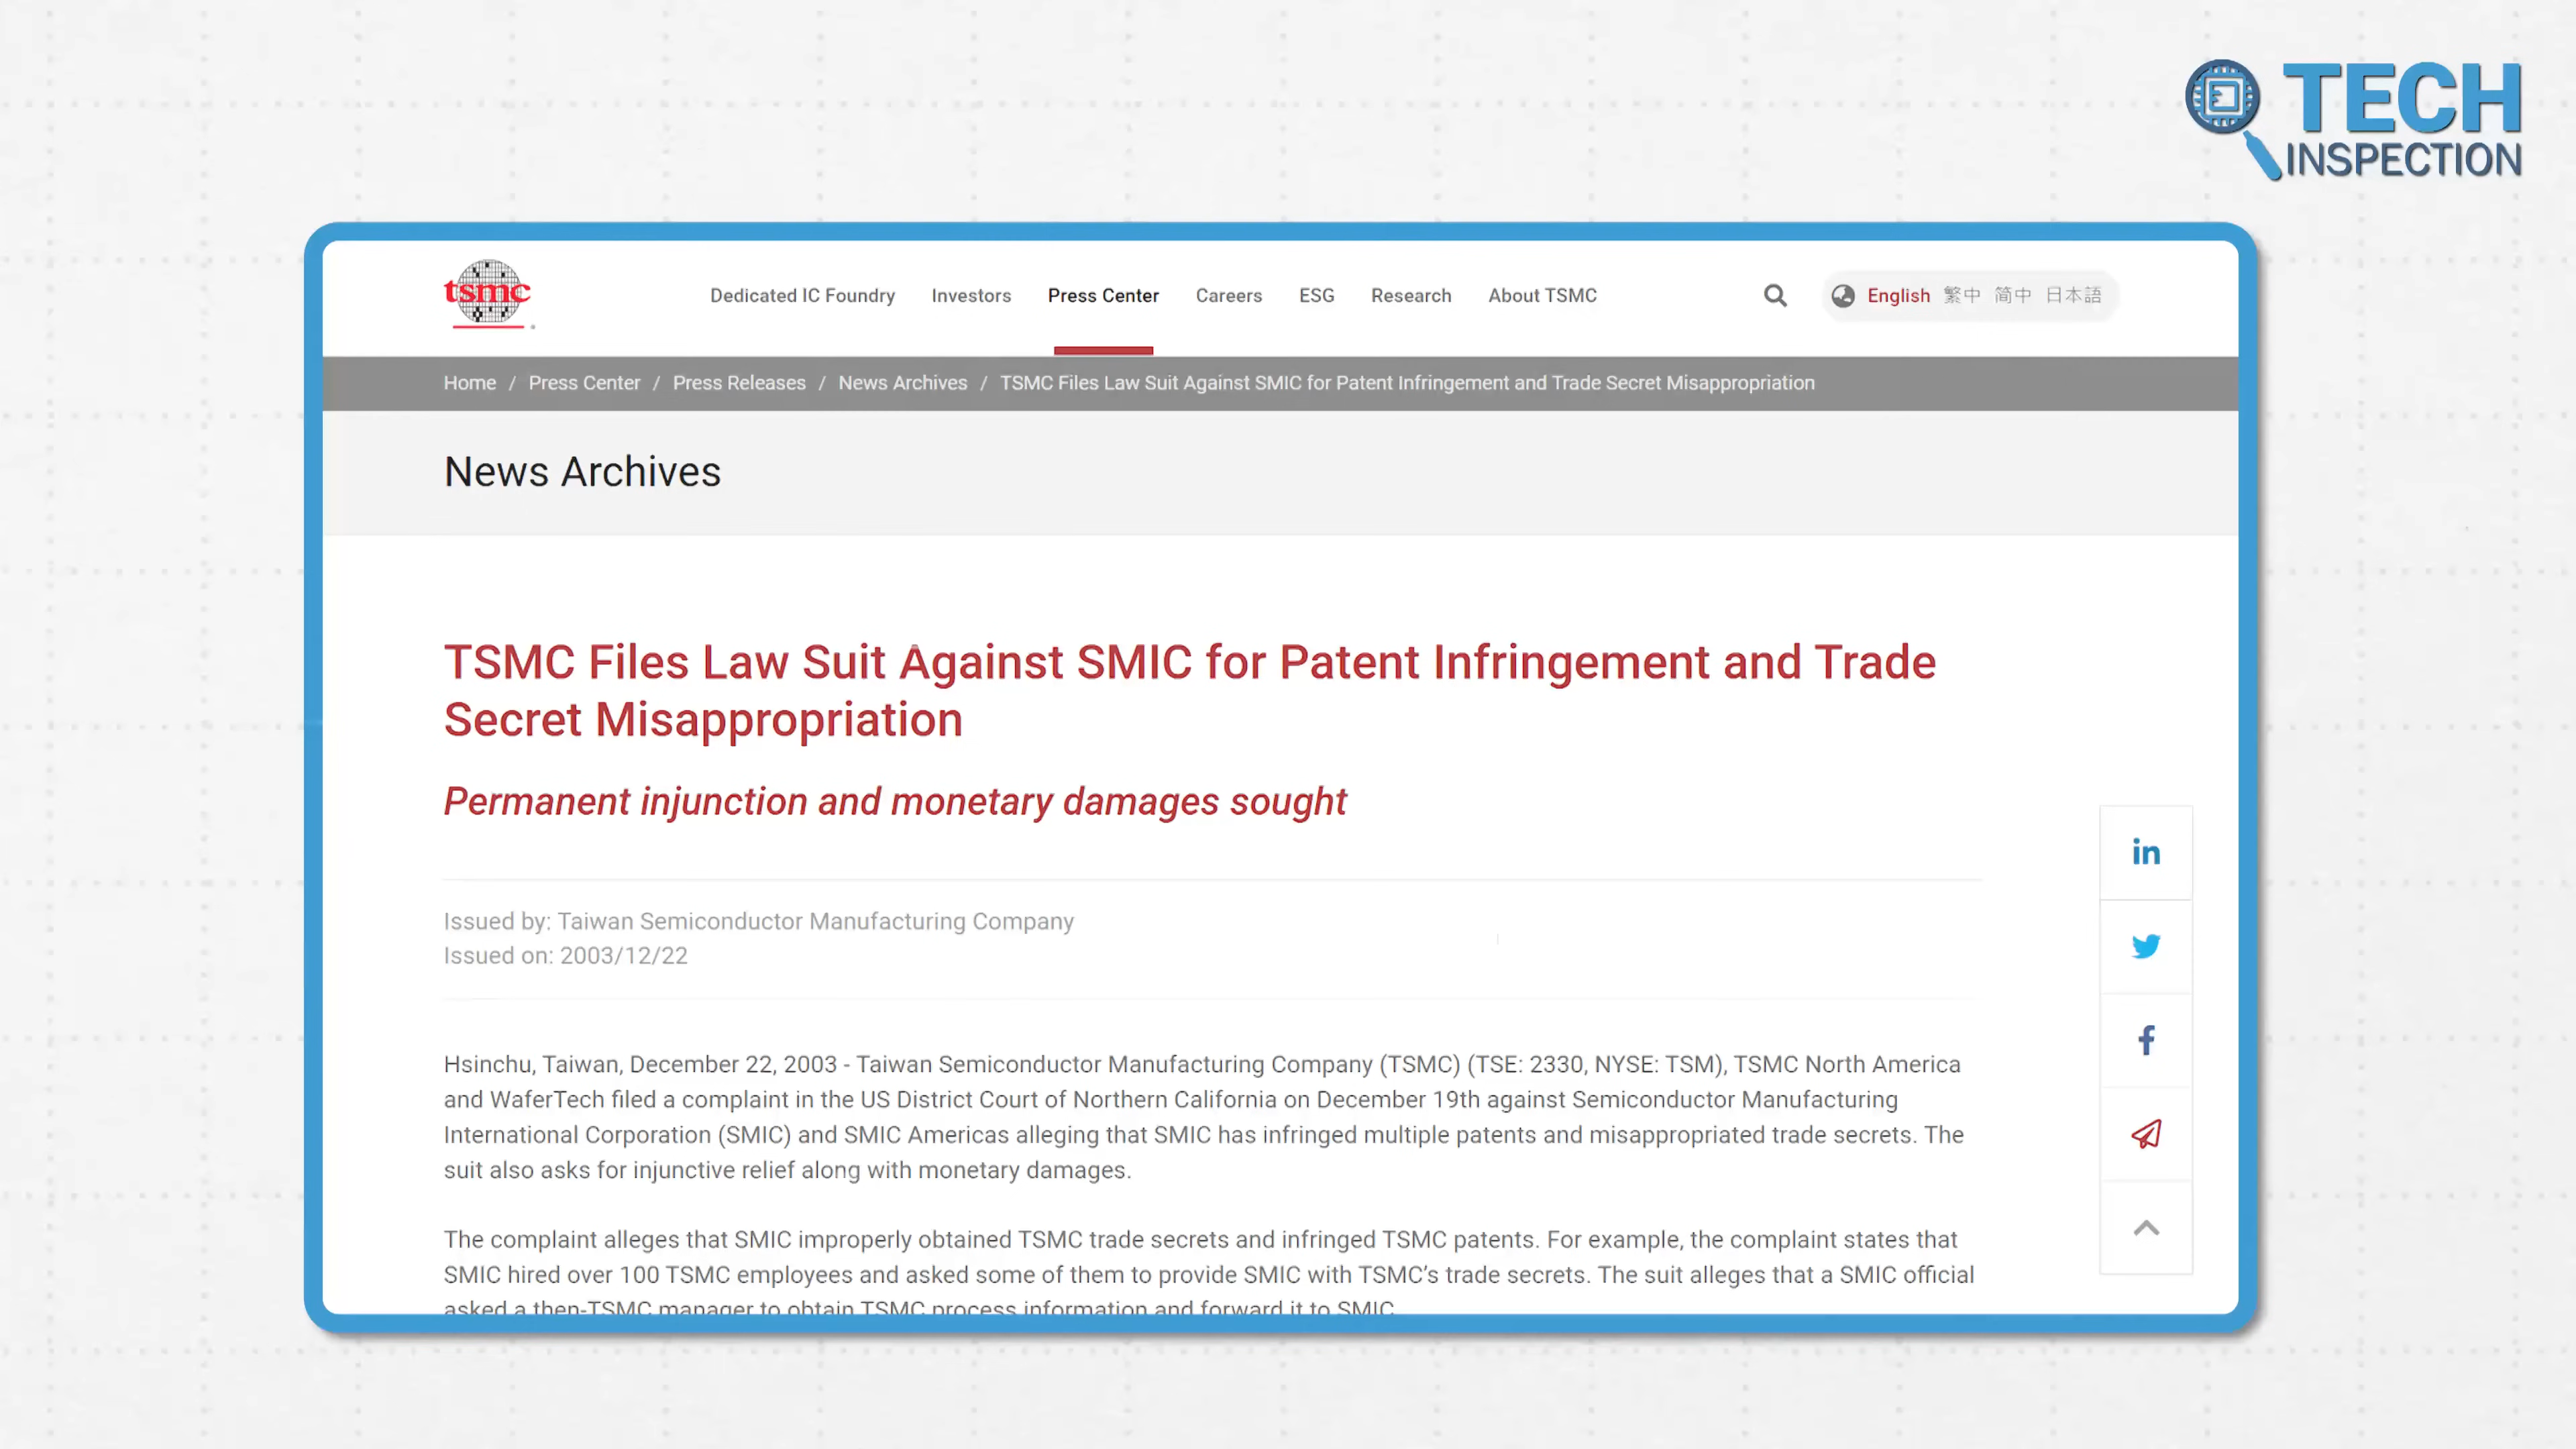 TECH
INSPECTION
tsmc
Dedicated IC Foundry Investors Press Center Careers ESG Research About TSMC English 繁中 简中 日本語
Home / Press Center / Press Releases / News Archives / TSMC Files Law Suit Against SMIC for Patent Infringement and Trade Secret Misappropriation
News Archives
TSMC Files Law Suit Against SMIC for Patent Infringement and Trade
Secret Misappropriation
Permanent injunction and monetary damages sought
Issued by: Taiwan Semiconductor Manufacturing Company
Issued on: 2003/12/22
Hsinchu, Taiwan, December 22, 2003 - Taiwan Semiconductor Manufacturing Company (TSMC) (TSE: 2330, NYSE: TSM), TSMC North America
and WaferTech filed a complaint in the US District Court of Northern California on December 19th against Semiconductor Manufacturing
International Corporation (SMIC) and SMIC Americas alleging that SMIC has infringed multiple patents and misappropriated trade secrets. The
suit also asks for injunctive relief along with monetary damages.
The complaint alleges that SMIC improperly obtained TSMC trade secrets and infringed TSMC patents. For example, the complaint states that
SMIC hired over 100 TSMC employees and asked some of them to provide SMIC with TSMC’s trade secrets. The suit alleges that a SMIC official
asked a then-TSMC manager to obtain TSMC process information and forward it to SMIC.